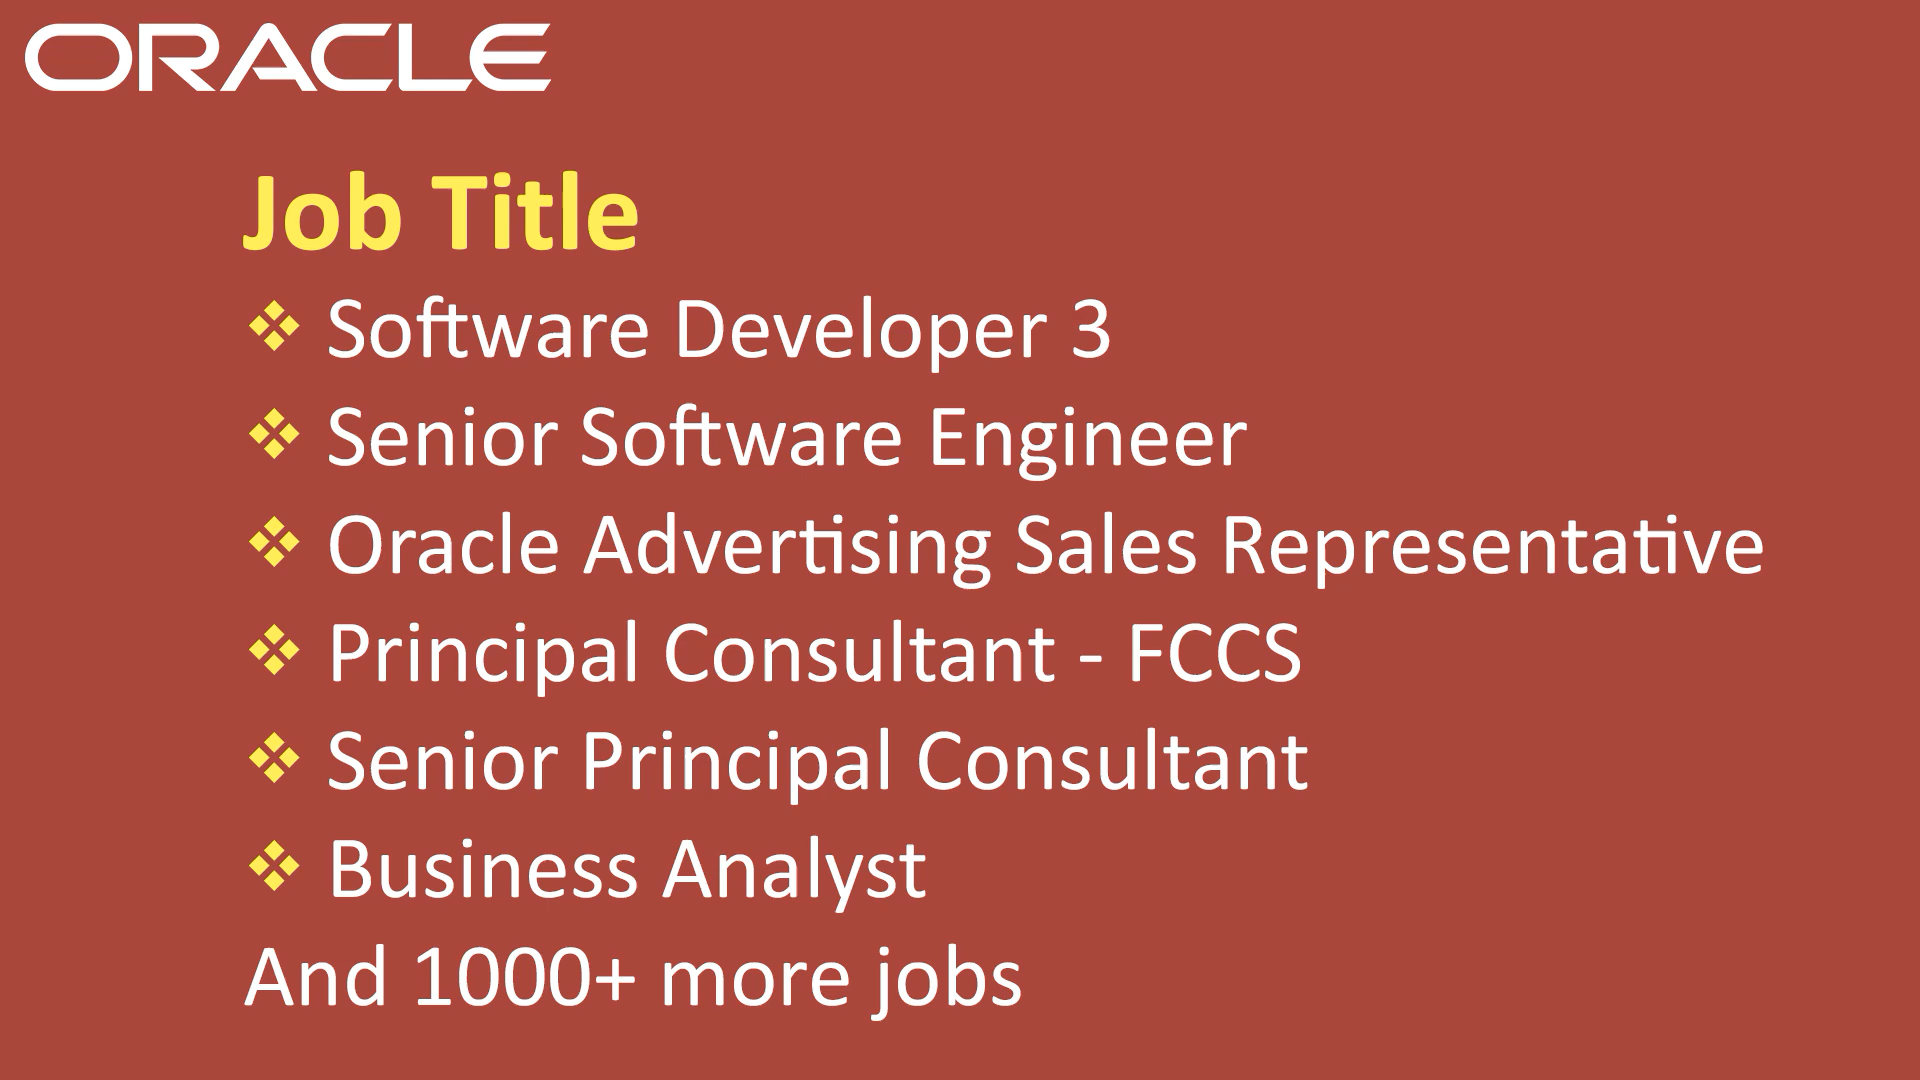 ORACLE
Job Title
❖ Software Developer 3
❖ Senior Software Engineer
❖ Oracle Advertising Sales Representative
❖ Principal Consultant - FCCS
❖ Senior Principal Consultant
❖ Business Analyst
And 1000+ more jobs